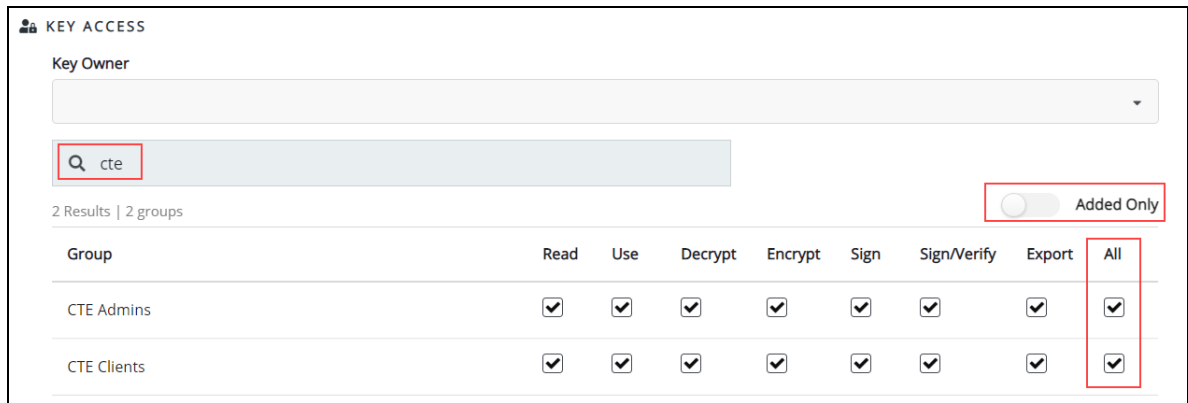 KEY ACCESS
Key Owner
cte
2 Results | 2 groups
Added Only
Group Read Use Decrypt Encrypt Sign Sign/Verify Export All
CTE Admins
CTE Clients